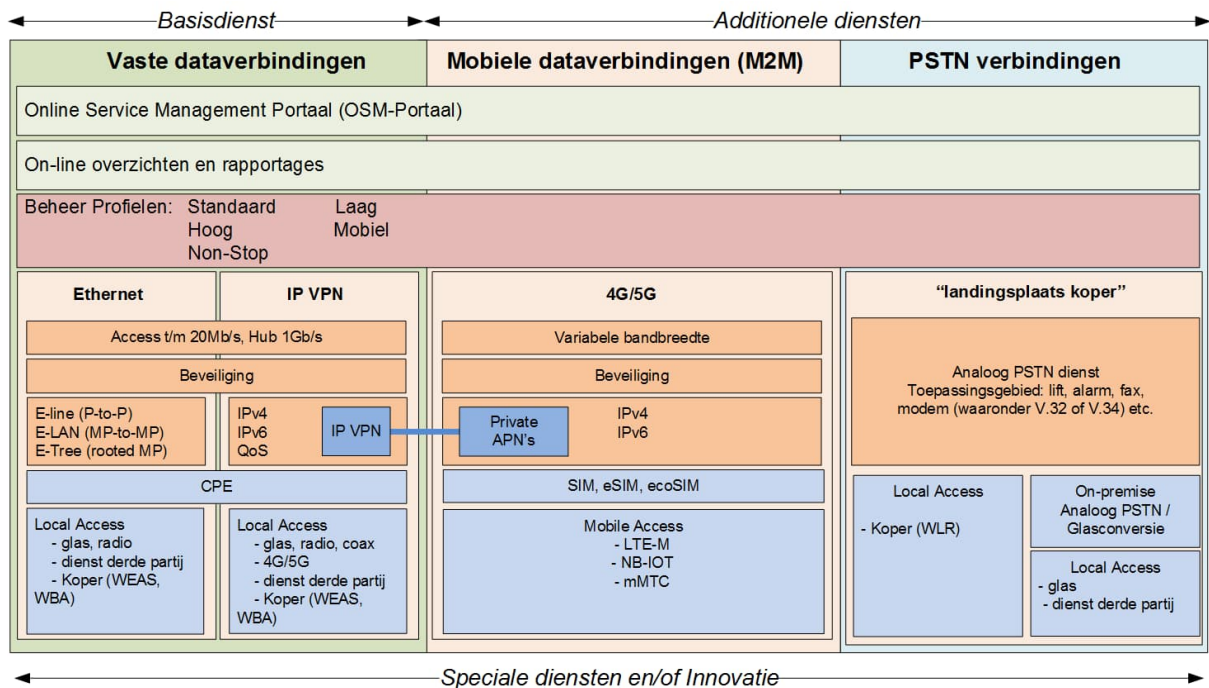 Basisdienst
Additionele diensten
Vaste dataverbindingen
Mobiele dataverbindingen (M2M)
PSTN verbindingen
Online Service Management Portaal (OSM-Portaal)
On-line overzichten en rapportages
Beheer Profielen: Standaard Laag
Hoog Mobiel
Non-Stop
Ethernet
IP VPN
Access t/m 20Mb/s, Hub 1Gb/s
Beveiliging
E-line (P-to-P)
E-LAN (MP-to-MP)
E-Tree (rooted MP)
IPv4
IPv6
QoS
IP VPN
CPE
Local Access
- glas, radio
- dienst derde partij
- Koper (WEAS,
WBA)
Local Access
- glas, radio, coax
- 4G/5G
- dienst derde partij
- Koper (WEAS,
WBA)
4G/5G
Variabele bandbreedte
Beveiliging
Private
APN's
IPv4
IPv6
SIM, eSIM, ecoSIM
Mobile Access
- LTE-M
- NB-IOT
- mMTC
“landingsplaats koper”
Analoog PSTN dienst
Toepassingsgebied: lift, alarm, fax,
modem (waaronder V.32 of V.34) etc.
Local Access
- Koper (WLR)
On-premise
Analoog PSTN /
Glasconversie
Local Access
- glas
- dienst derde partij
Speciale diensten en/of Innovatie